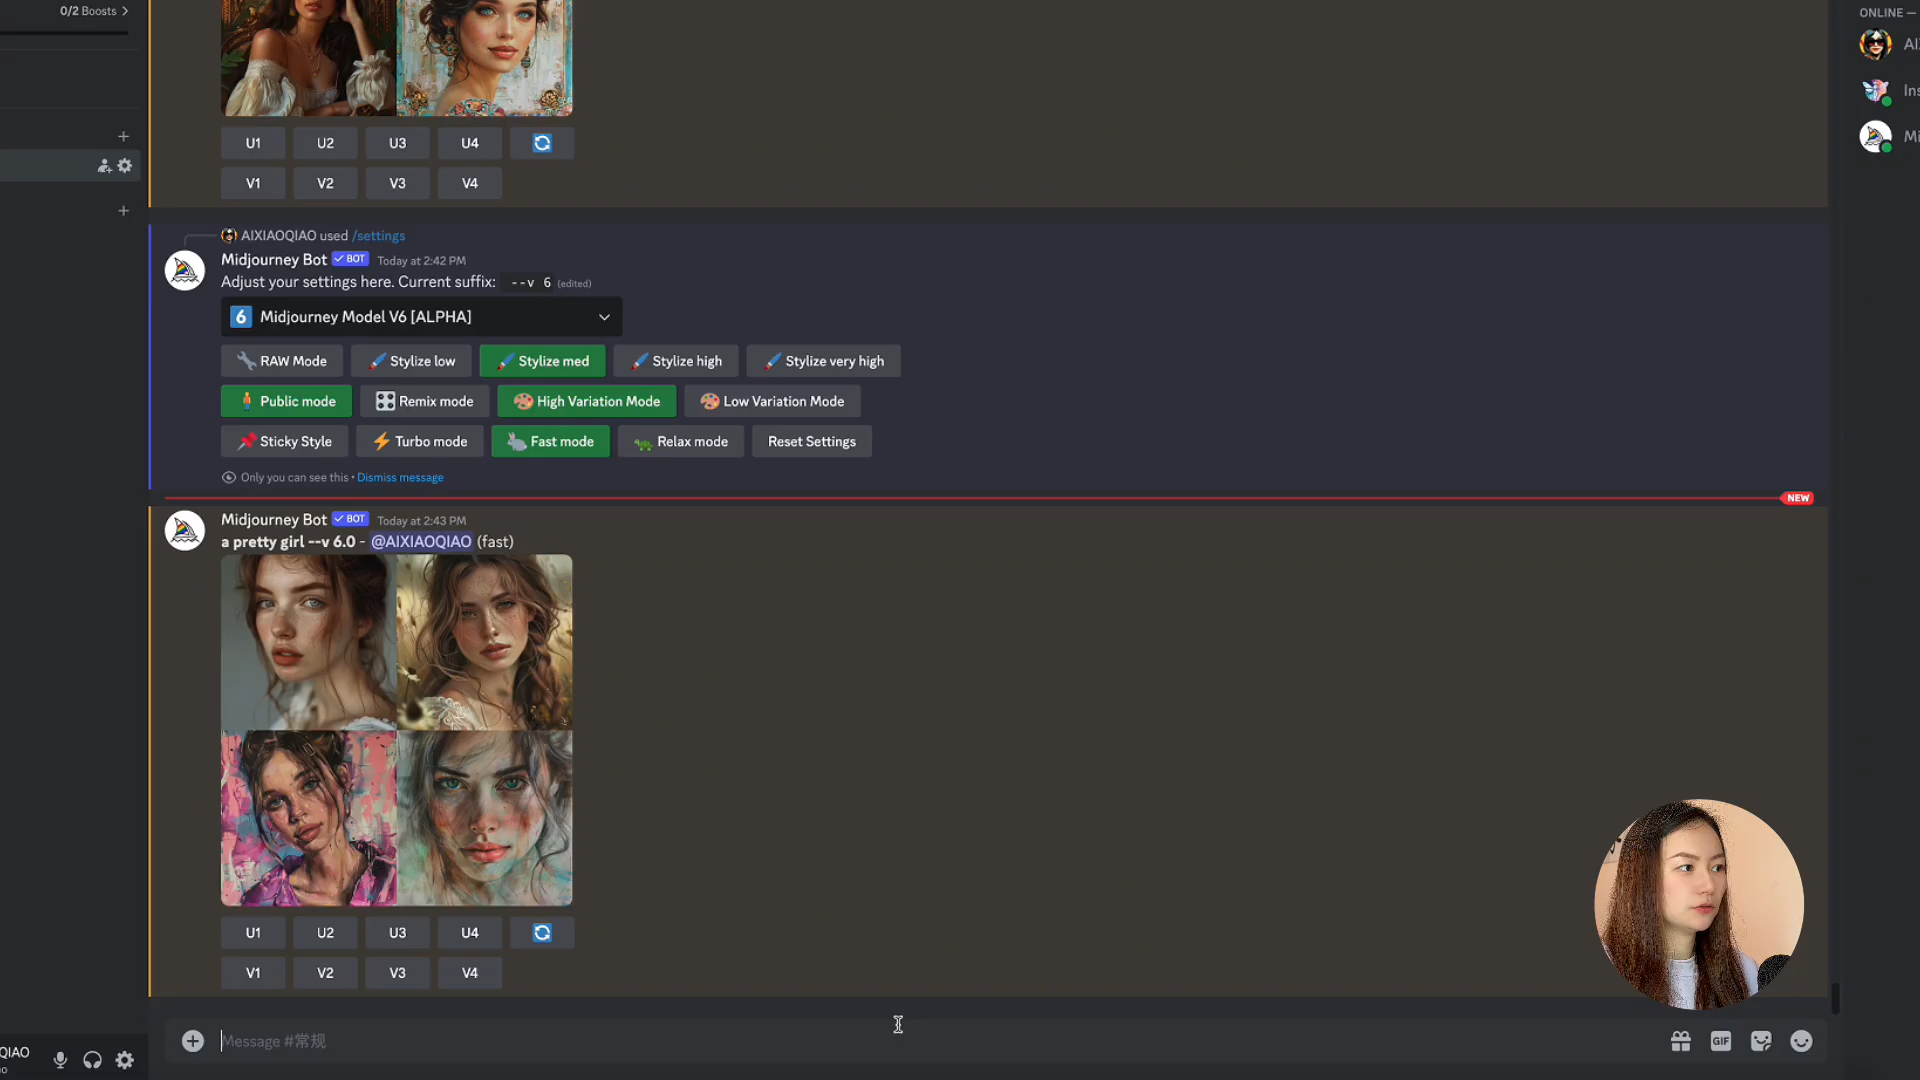 0/2 Boosts
ONLINE —
AI
Ins
Mi
U1 U2 U3 U4
V1 V2 V3 V4
AIXIAOQIAO used /settings
Midjourney Bot BOT Today at 2:42 PM
Adjust your settings here. Current suffix: --v 6 (edited)
6 Midjourney Model V6 [ALPHA]
RAW Mode Stylize low Stylize med Stylize high Stylize very high
Public mode Remix mode High Variation Mode Low Variation Mode
Sticky Style Turbo mode Fast mode Relax mode Reset Settings
Only you can see this • Dismiss message
NEW
Midjourney Bot BOT Today at 2:43 PM
a pretty girl --v 6.0 - @AIXIAOQIAO (fast)
U1 U2 U3 U4
V1 V2 V3 V4
Message #常规
GIF
QIAO